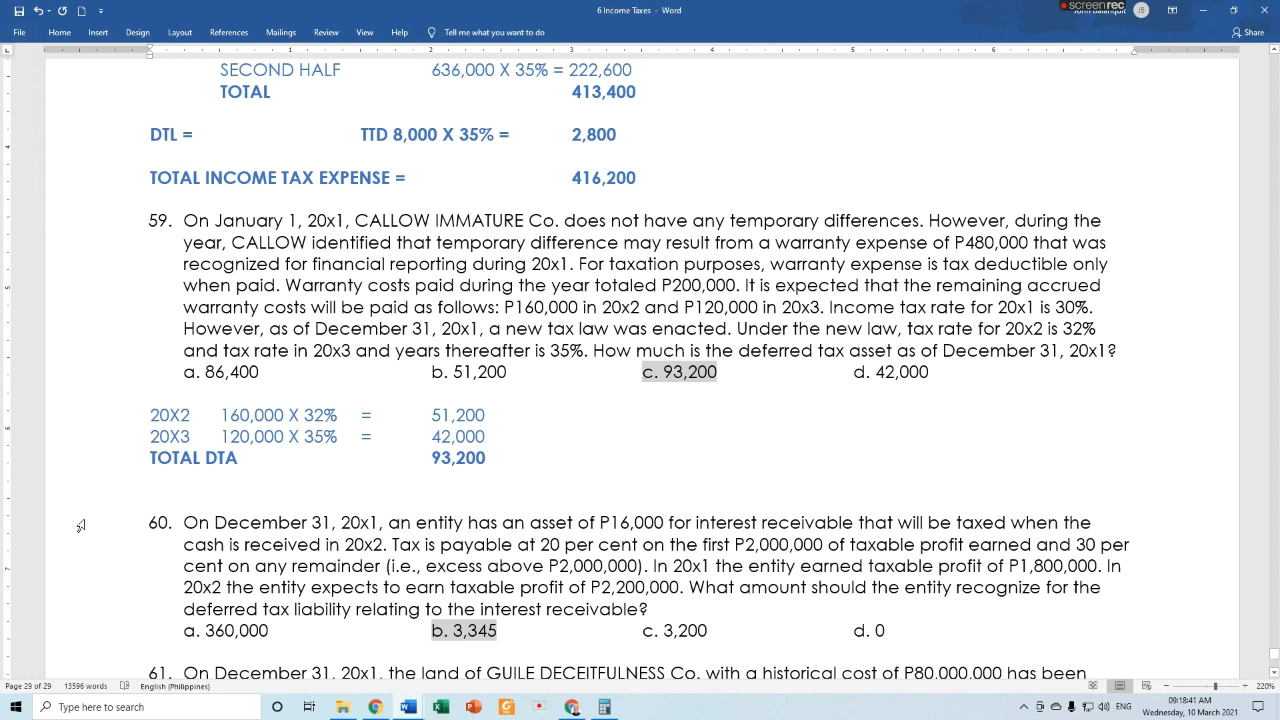 6 Income Taxes - Word
screenrec
JB
File Home Insert Design Layout References Mailings Review View Help Tell me what you want to do Share
SECOND HALF 636,000 X 35% = 222,600
TOTAL 413,400
DTL = TTD 8,000 X 35% = 2,800
TOTAL INCOME TAX EXPENSE = 416,200
59. On January 1, 20x1, CALLOW IMMATURE Co. does not have any temporary differences. However, during the
year, CALLOW identified that temporary difference may result from a warranty expense of P480,000 that was
recognized for financial reporting during 20x1. For taxation purposes, warranty expense is tax deductible only
when paid. Warranty costs paid during the year totaled P200,000. It is expected that the remaining accrued
warranty costs will be paid as follows: P160,000 in 20x2 and P120,000 in 20x3. Income tax rate for 20x1 is 30%.
However, as of December 31, 20x1, a new tax law was enacted. Under the new law, tax rate for 20x2 is 32%
and tax rate in 20x3 and years thereafter is 35%. How much is the deferred tax asset as of December 31, 20x1?
a. 86,400 b. 51,200 c. 93,200 d. 42,000
20X2 160,000 X 32% = 51,200
20X3 120,000 X 35% = 42,000
TOTAL DTA 93,200
60. On December 31, 20x1, an entity has an asset of P16,000 for interest receivable that will be taxed when the
cash is received in 20x2. Tax is payable at 20 per cent on the first P2,000,000 of taxable profit earned and 30 per
cent on any remainder (i.e., excess above P2,000,000). In 20x1 the entity earned taxable profit of P1,800,000. In
20x2 the entity expects to earn taxable profit of P2,200,000. What amount should the entity recognize for the
deferred tax liability relating to the interest receivable?
a. 360,000 b. 3,345 c. 3,200 d. 0
61. On December 31, 20x1, the land of GUILE DECEITFULNESS Co. with a historical cost of P80,000,000 has been
Page 29 of 29 13596 words English (Philippines) 220%
Type here to search ENG 09:18:41 AM
Wednesday, 10 March 2021